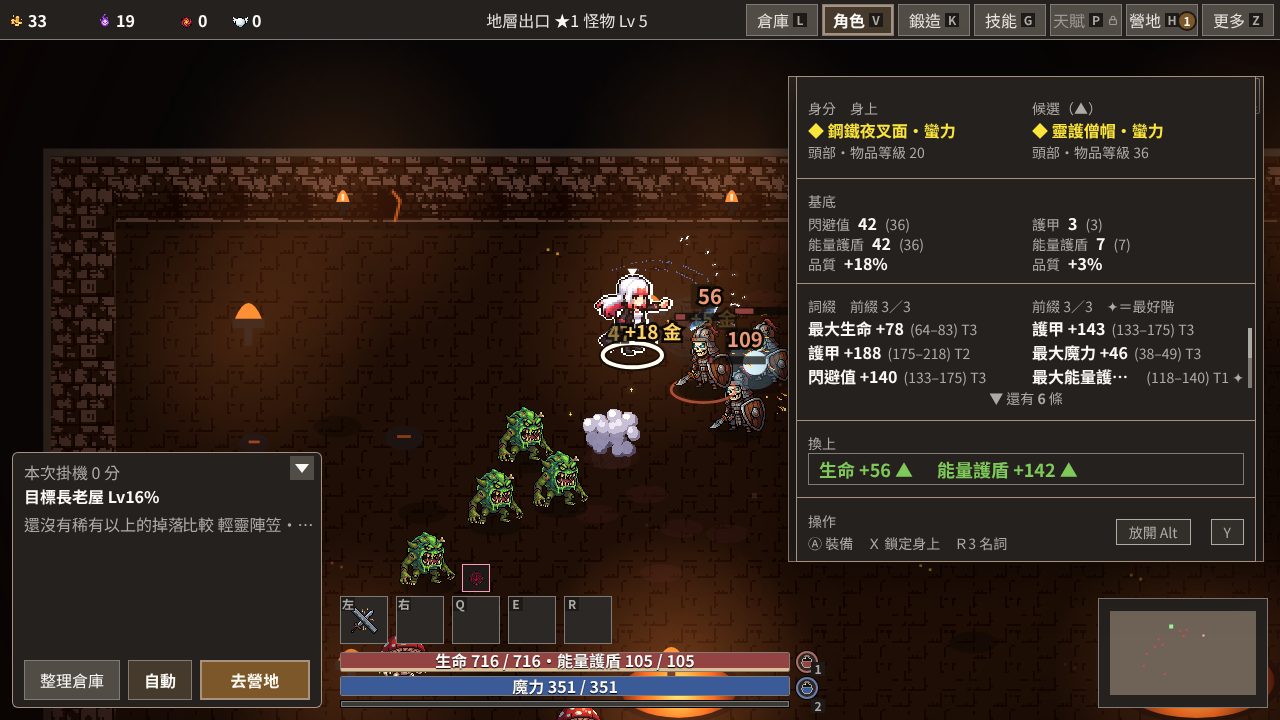 33 19 0 0
地層出口 ★1 怪物 Lv 5
倉庫 L 角色 V 鍛造 K 技能 G 天賦 P 營地 H 1 更多 Z
身分 身上
◆ 鋼鐵夜叉面·蠻力
頭部·物品等級 20
候選（▲）
◆ 靈護僧帽·蠻力
頭部·物品等級 36
基底
閃避值 42 (36)
能量護盾 42 (36)
品質 +18%
護甲 3 (3)
能量護盾 7 (7)
品質 +3%
詞綴 前綴 3／3
最大生命 +78 (64–83) T3
護甲 +188 (175–218) T2
閃避值 +140 (133–175) T3
前綴 3／3 ✦＝最好階
護甲 +143 (133–175) T3
最大魔力 +46 (38–49) T3
最大能量護… (118–140) T1 ✦
▼還有 6 條
換上
生命 +56 ▲ 能量護盾 +142 ▲
操作
Ⓐ 裝備 X 鎖定身上 R3 名詞
放開 Alt Y
56
+18 金
109
本次掛機 0 分
▼
目標長老屋 Lv16%
還沒有稀有以上的掉落比較 輕靈陣笠·…
整理倉庫 自動 去營地
左 右 Q E R
生命 716 / 716·能量護盾 105 / 105
1
魔力 351 / 351
2